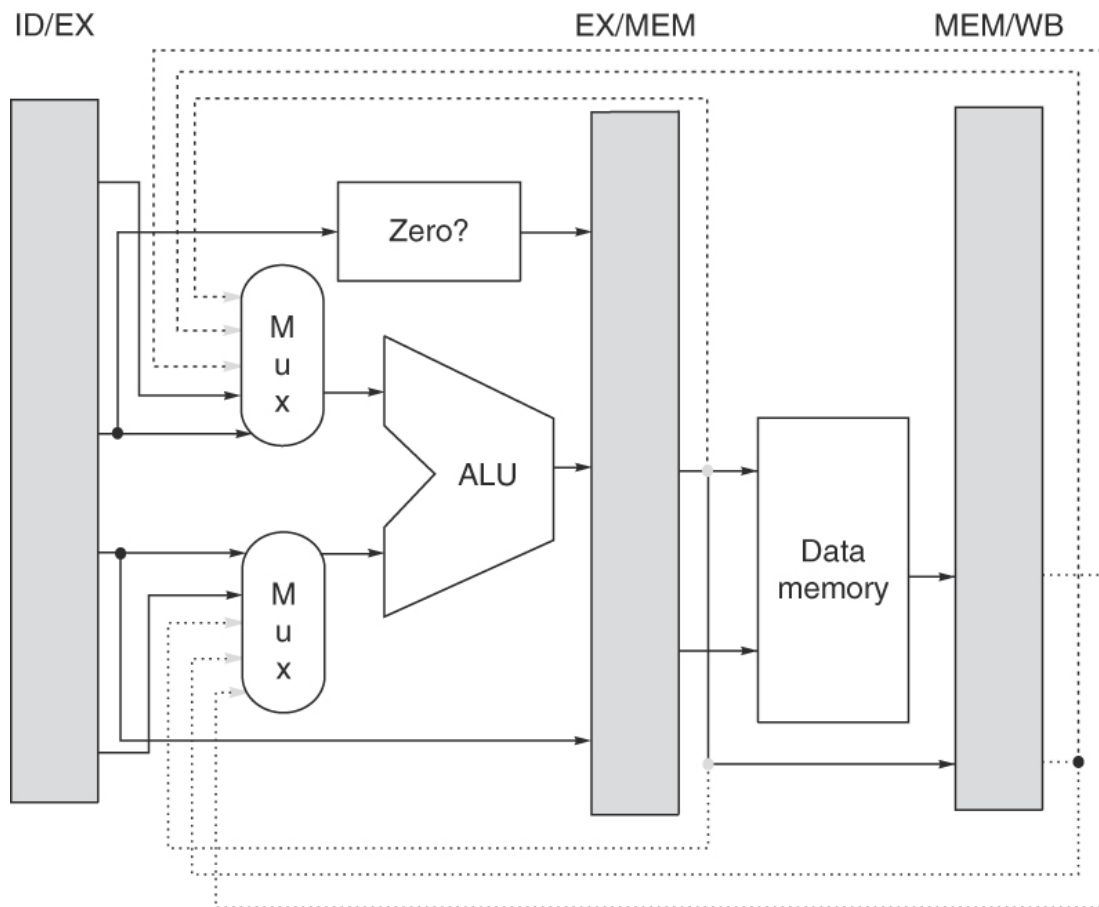 ID/EX
EX/MEM
MEM/WB
Zero?
M
u
x
ALU
M
u
x
Data
memory